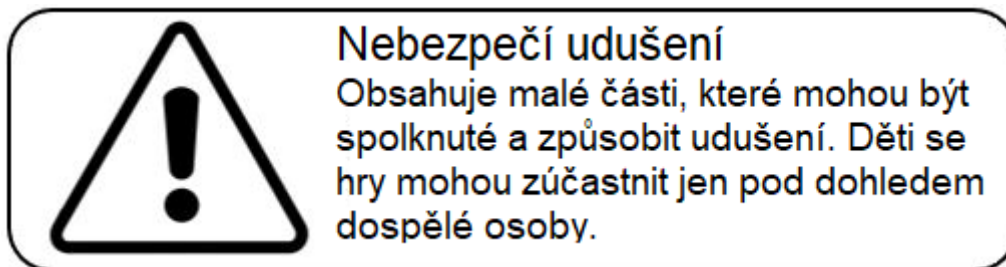 Nebezpečí udušení
Obsahuje malé části, které mohou být
spolknuté a způsobit udušení. Děti se
hry mohou zúčastnit jen pod dohledem
dospělé osoby.